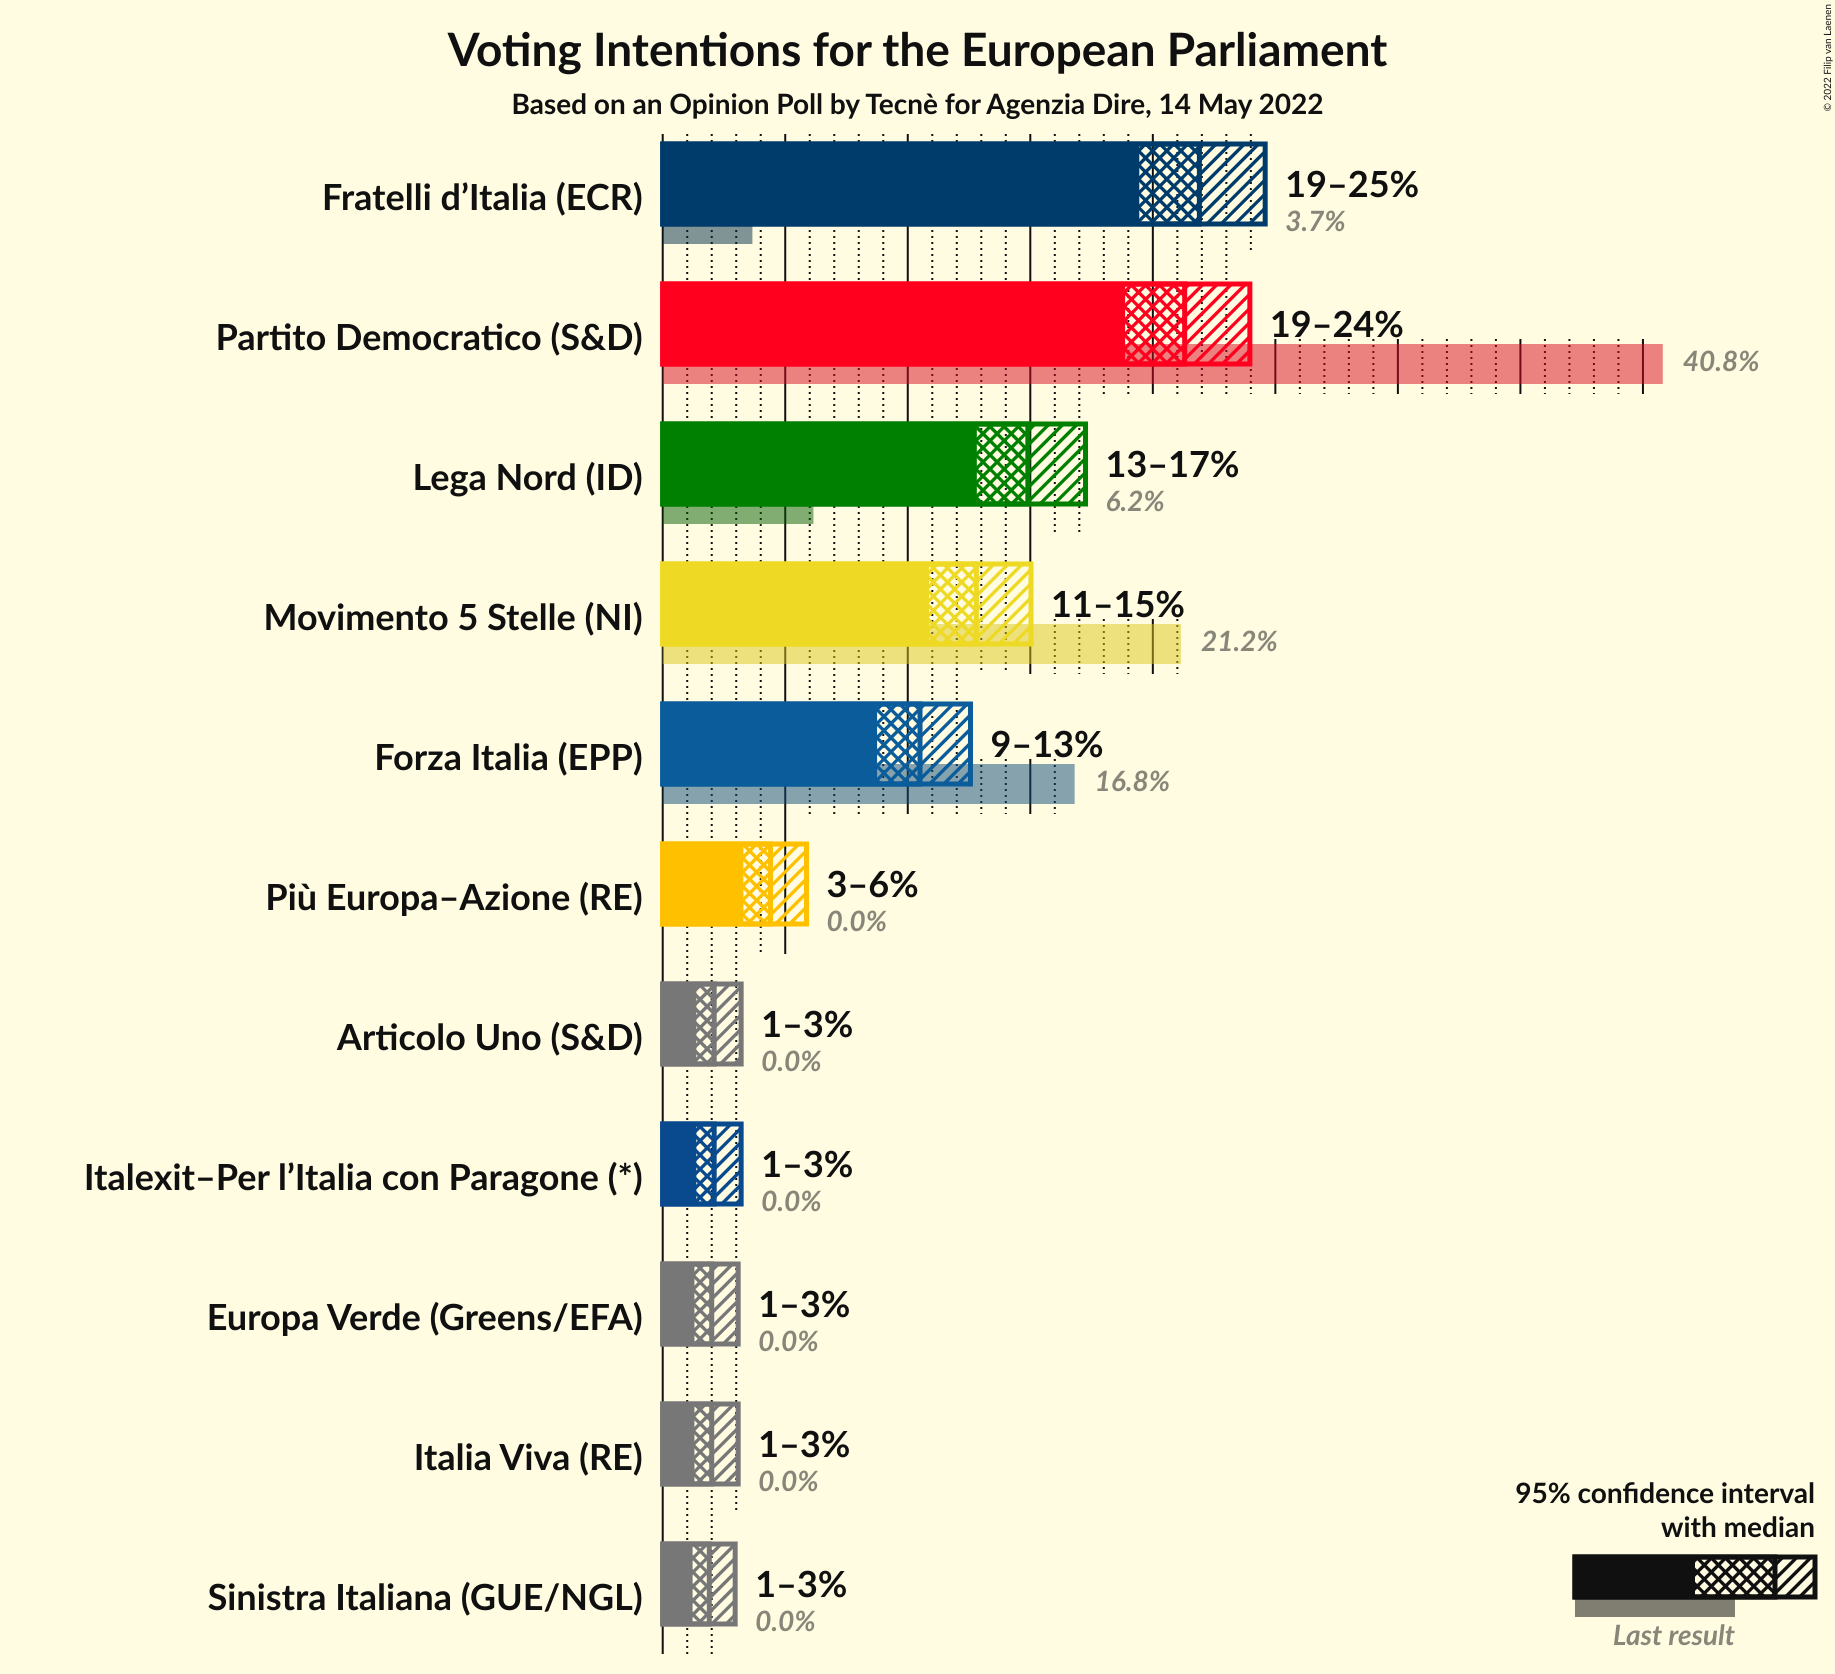 Voting Intentions for the European Parliament
Based on an Opinion Poll by Tecnè for Agenzia Dire, 14 May 2022
© 2022 Filip van Laenen
Fratelli d’Italia (ECR)
19–25%
3.7%
Partito Democratico (S&D)
19–24%
40.8%
Lega Nord (ID)
13–17%
6.2%
Movimento 5 Stelle (NI)
11–15%
21.2%
Forza Italia (EPP)
9–13%
16.8%
Più Europa–Azione (RE)
3–6%
0.0%
Articolo Uno (S&D)
1–3%
0.0%
Italexit–Per l’Italia con Paragone (*)
1–3%
0.0%
Europa Verde (Greens/EFA)
1–3%
0.0%
Italia Viva (RE)
1–3%
0.0%
Sinistra Italiana (GUE/NGL)
1–3%
0.0%
95% confidence interval
with median
Last result